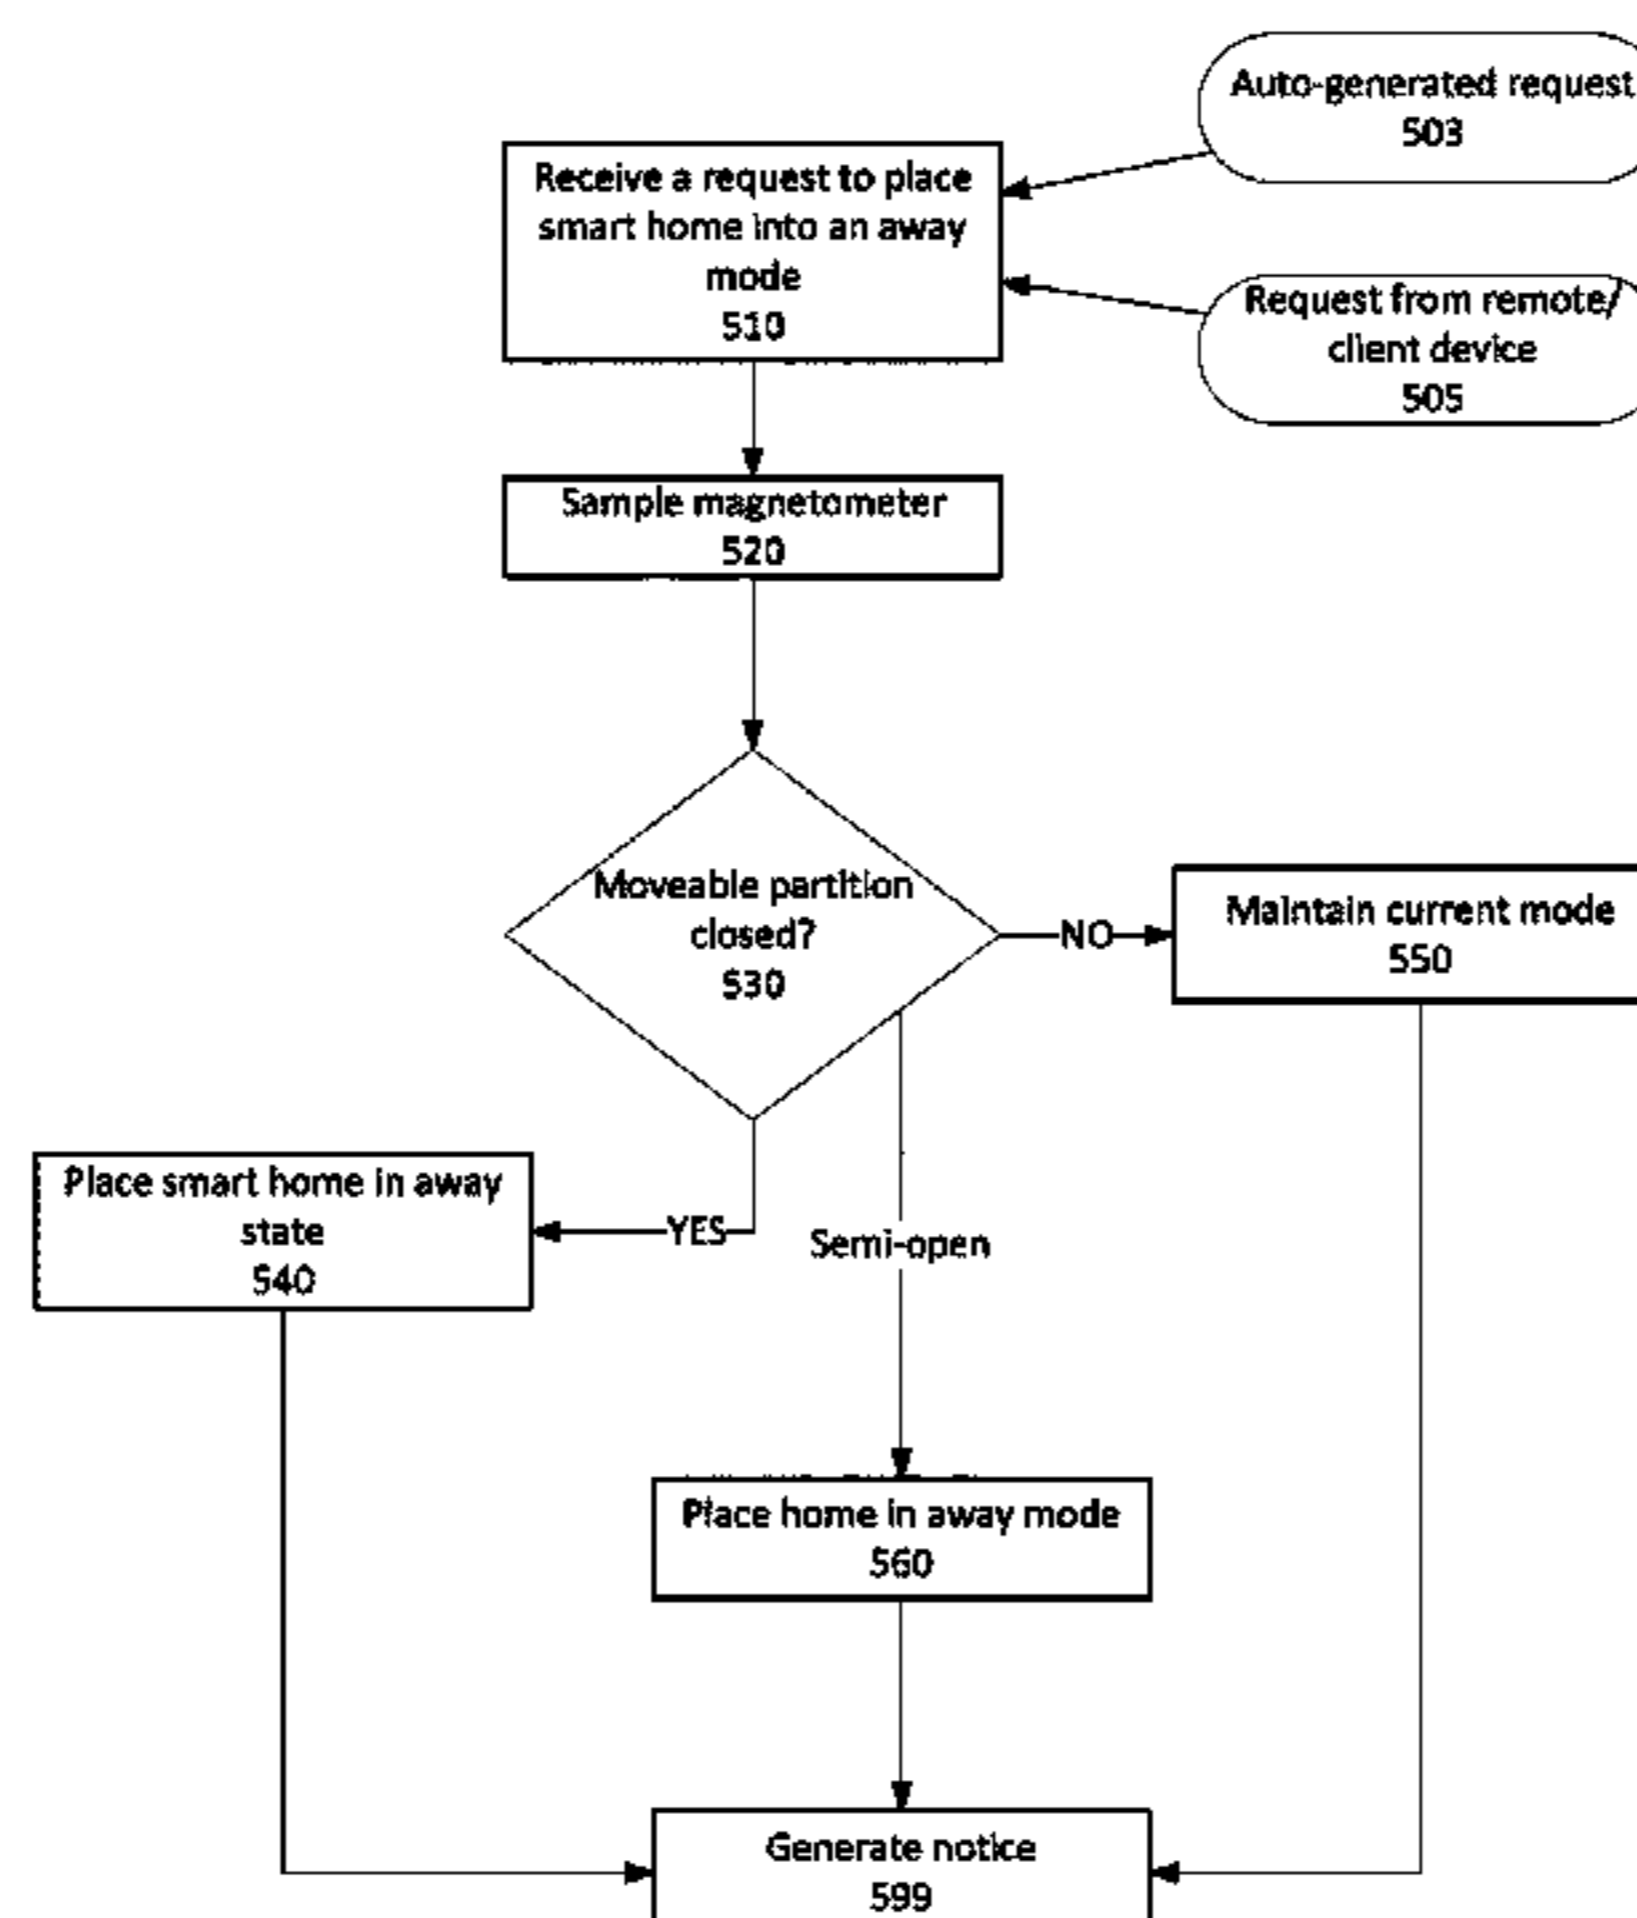 Auto-generated request
503
Receive a request to place
smart home into an away
mode
510
Request from remote/
client device
505
Sample magnetometer
520
Moveable partition
closed?
530
NO
Maintain current mode
550
Place smart home in away
state
540
YES
Semi-open
Place home in away mode
560
Generate notice
599